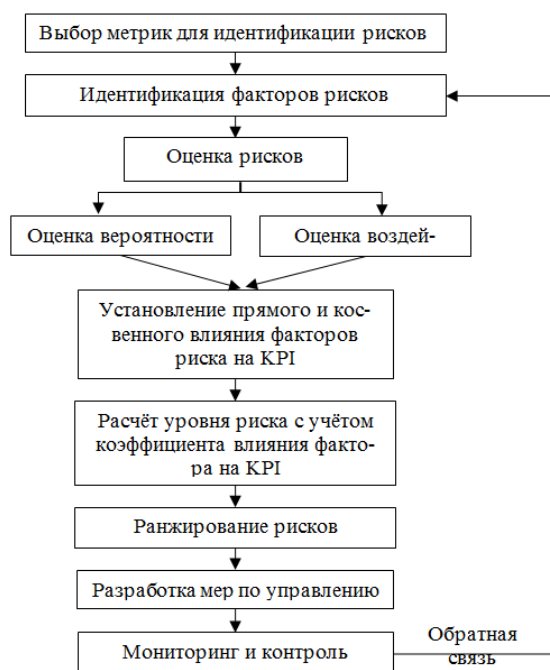 Выбор метрик для идентификации рисков
Идентификация факторов рисков
Оценка рисков
Оценка вероятности
Оценка воздей-
Установление прямого и кос-
венного влияния факторов
риска на KPI
Расчёт уровня риска с учётом
коэффициента влияния факто-
ра на KPI
Ранжирование рисков
Разработка мер по управлению
Мониторинг и контроль
Обратная
связь